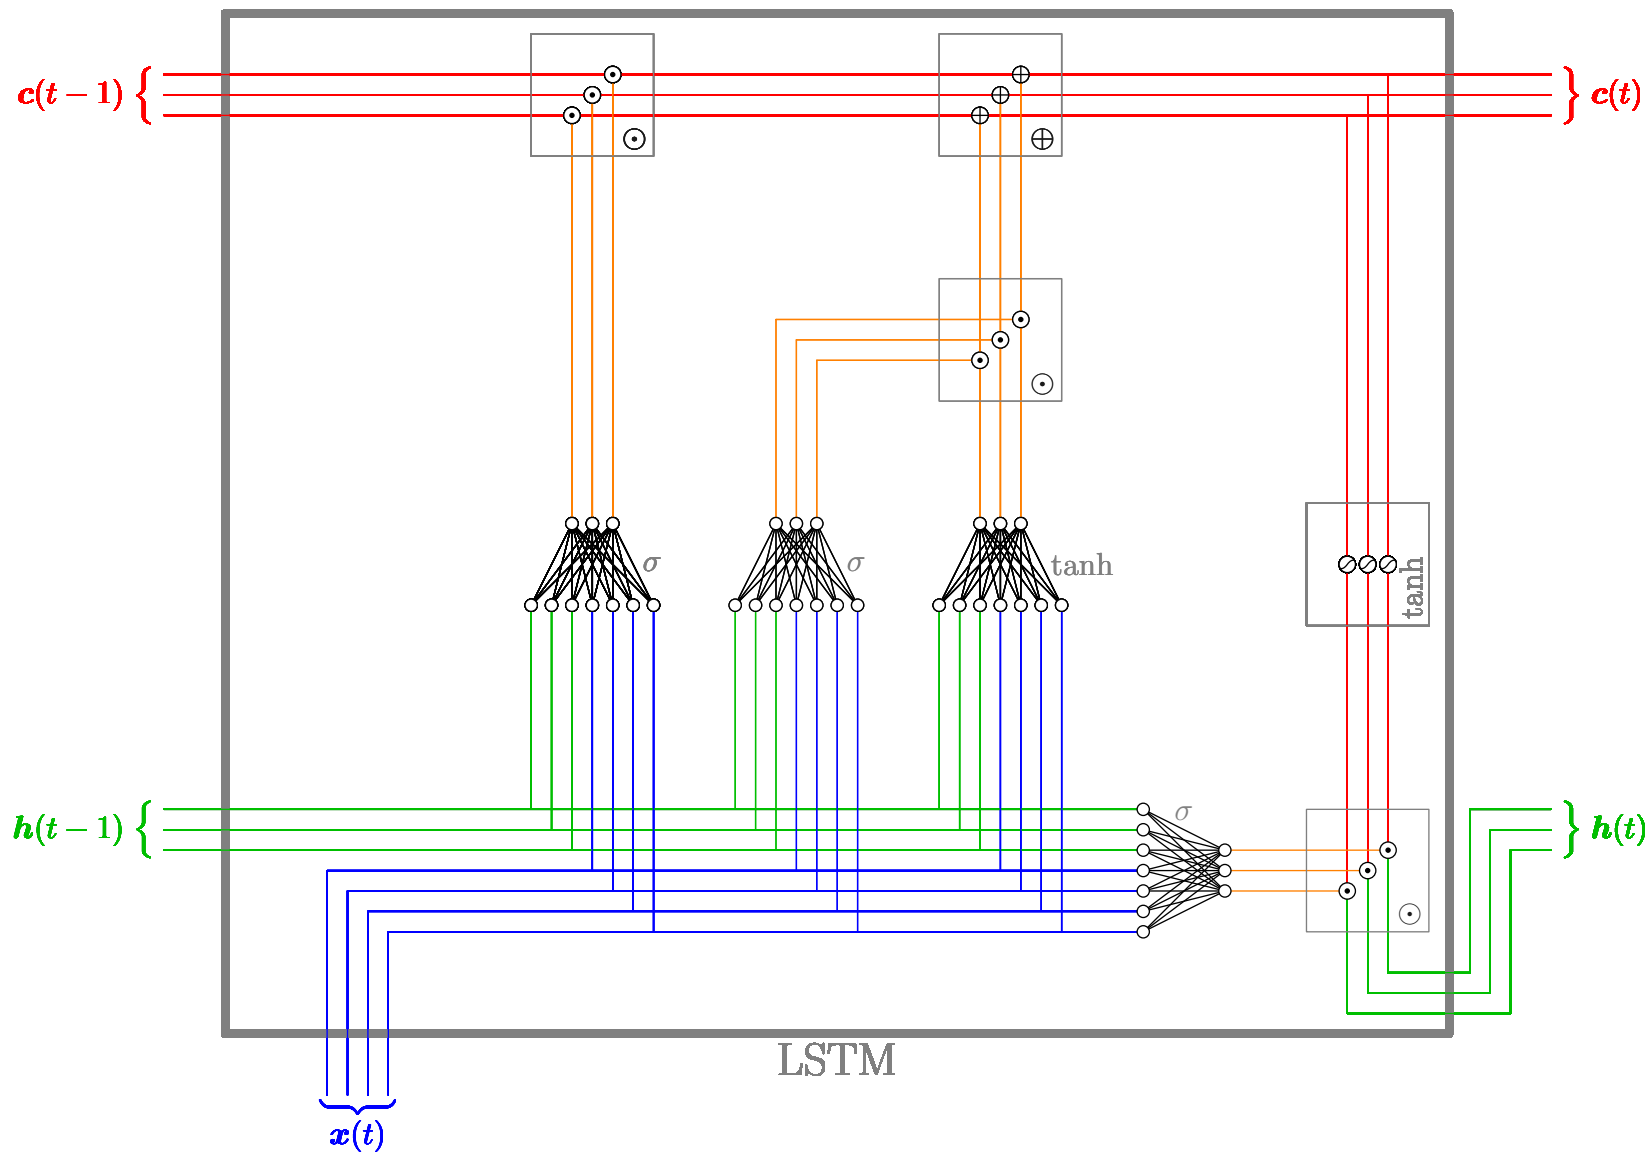 c(t − 1)
c(t)
⊙
⊕
⊙
σ
σ
tanh
tanh
σ
h(t − 1)
h(t)
⊙
LSTM
x(t)